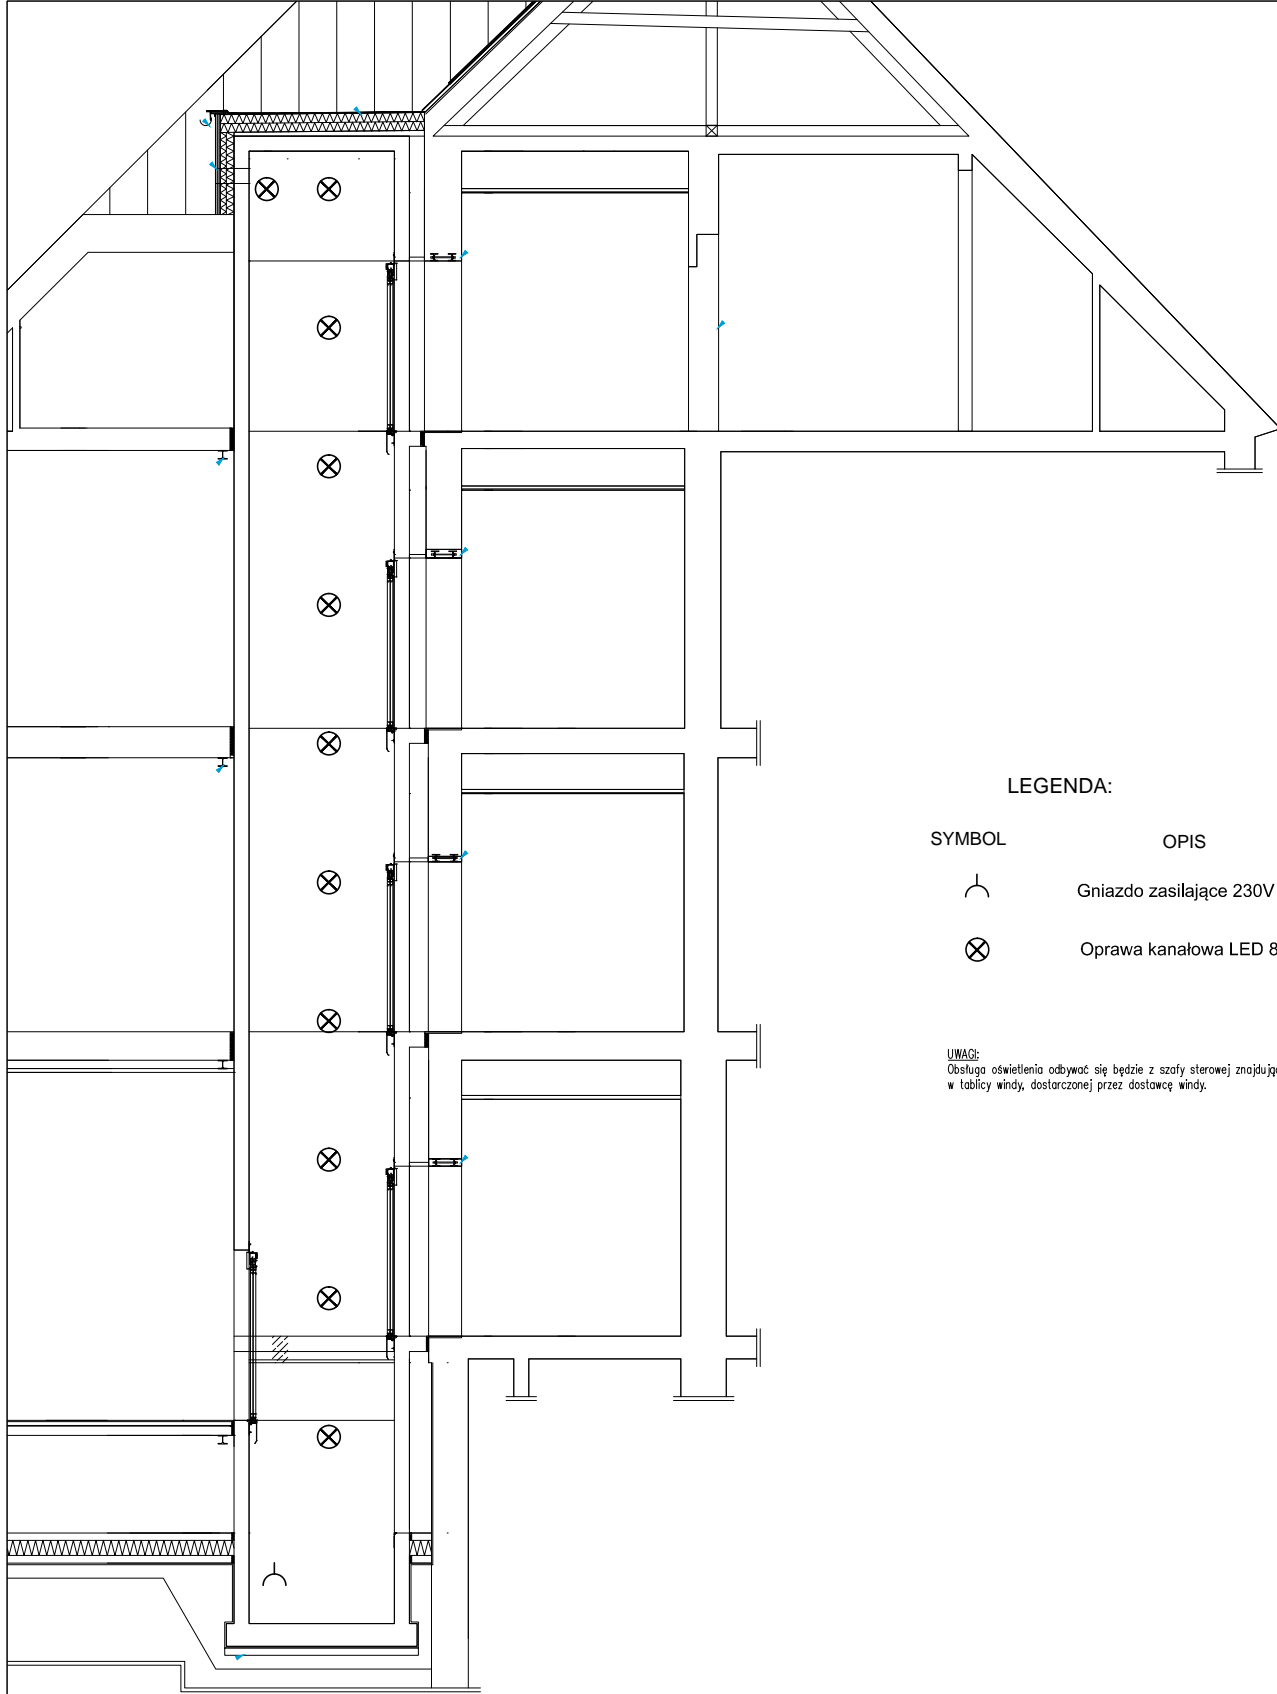 LEGENDA:
SYMBOL OPIS
Gniazdo zasilające 230V
Oprawa kanałowa LED 8
UWAGI:
Obsługa oświetlenia odbywać się będzie z szafy sterowej
w tablicy windy, dostarczonej przez dostawcę windy.